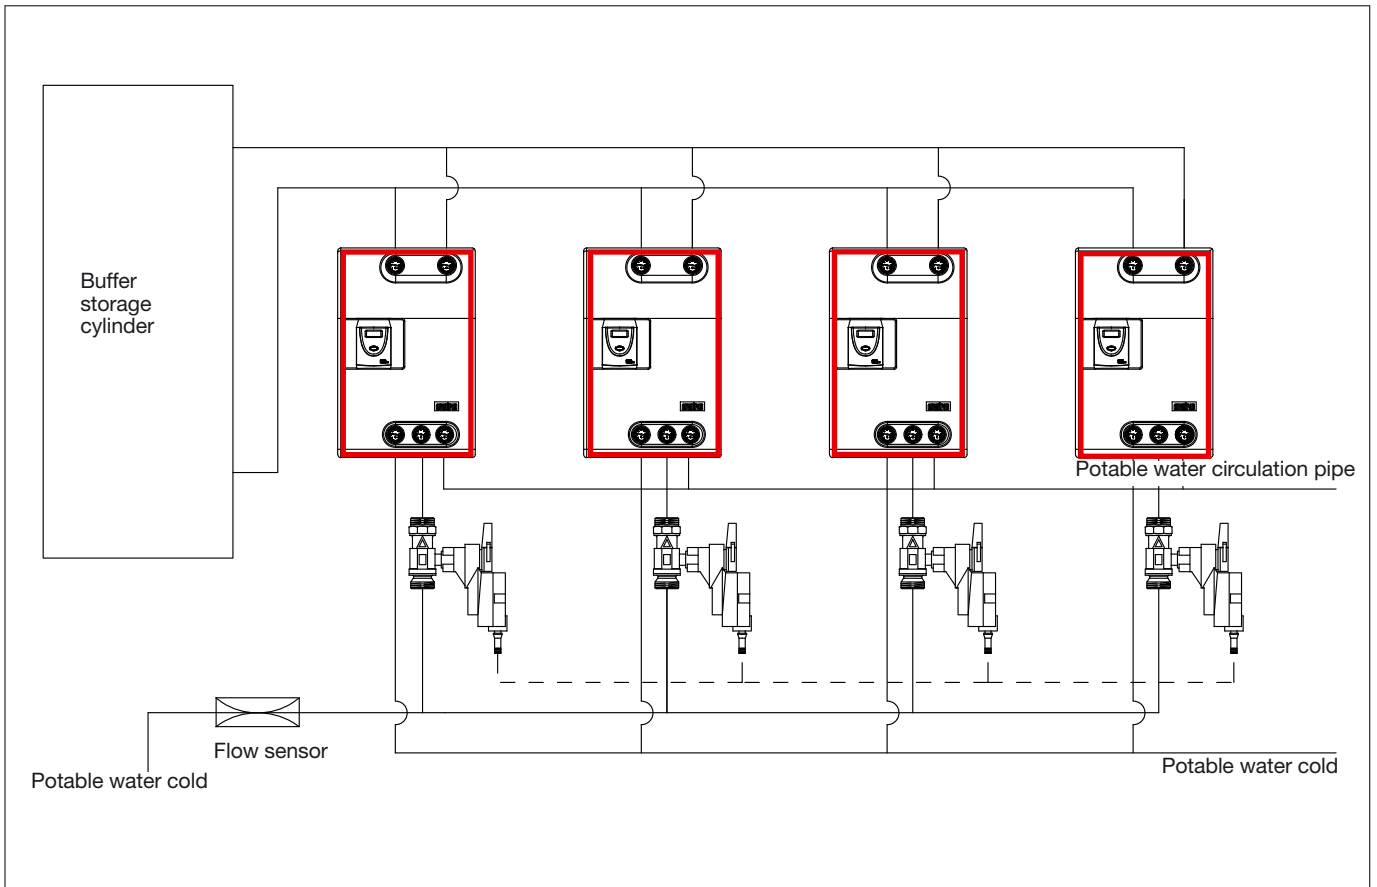 Buffer
storage
cylinder
Potable water circulation pipe
Flow sensor
Potable water cold
Potable water cold